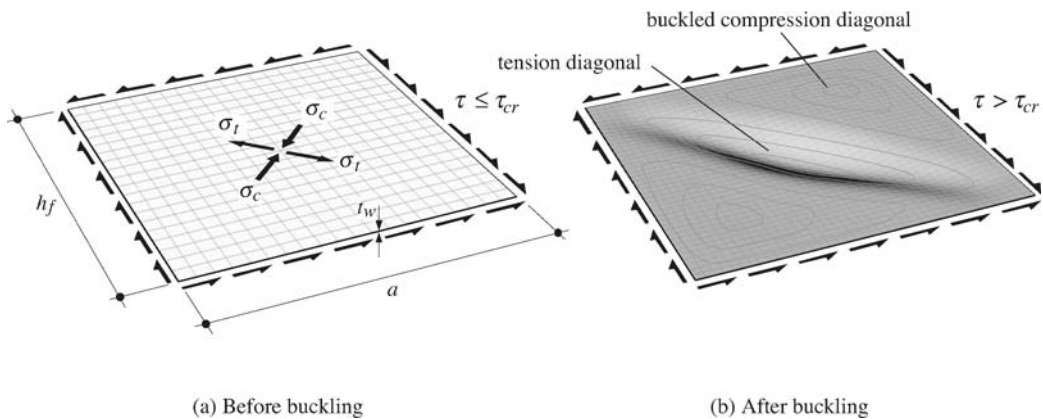 buckled compression diagonal
tension diagonal
τ ≤ τcr
τ > τcr
σc
σt
σt
σc
hf
tw
a
(a) Before buckling
(b) After buckling